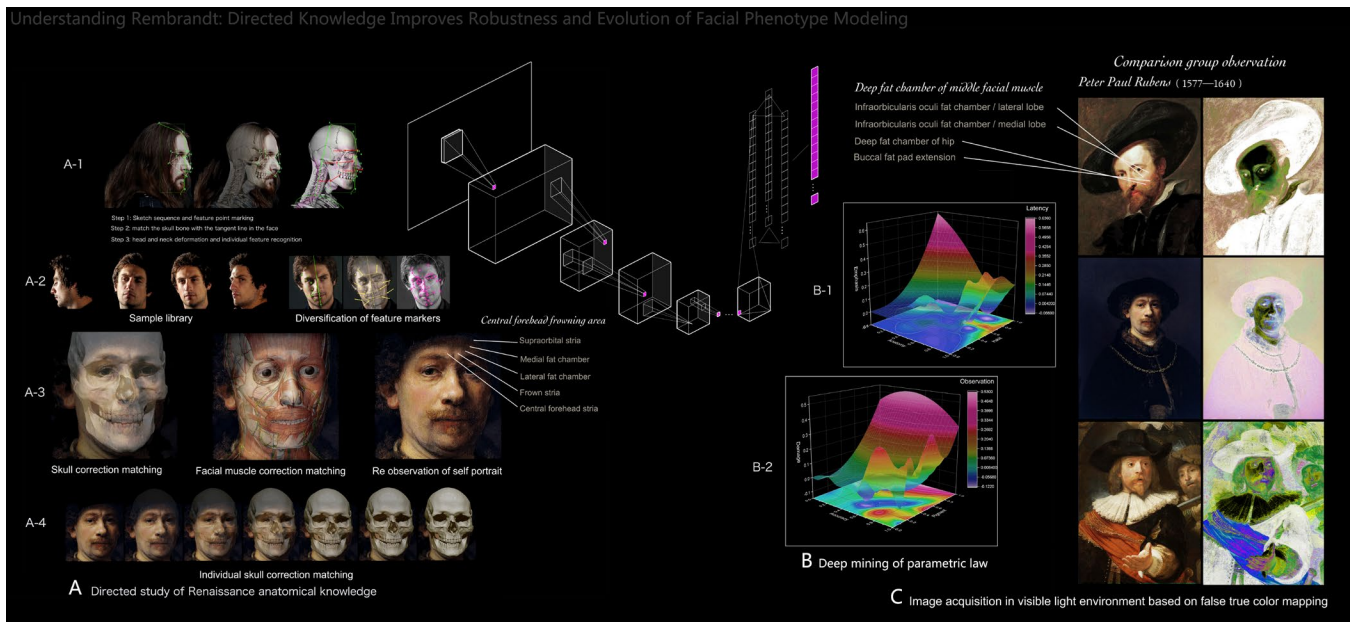 Understanding Rembrandt: Directed Knowledge Improves Robustness and Evolution of Facial Phenotype Modeling
A-1
Step 1: Sketch sequence and feature point marking
Step 2: match the skull bone with the tangent line in the face
Step 3: head and neck deformation and individual feature recognition
A-2
Sample library
Diversification of feature markers
Central forehead frowning area
Supraorbital stria
Medial fat chamber
Lateral fat chamber
Frown stria
Central forehead stria
A-3
Skull correction matching
Facial muscle correction matching
Re observation of self portrait
A-4
Individual skull correction matching
A Directed study of Renaissance anatomical knowledge
Deep fat chamber of middle facial muscle
Infraorbicularis oculi fat chamber / lateral lobe
Infraorbicularis oculi fat chamber / medial lobe
Deep fat chamber of hip
Buccal fat pad extension
B-1
Latency
B-2
Observation
B Deep mining of parametric law
Comparison group observation
Peter Paul Rubens ( 1577—1640 )
C Image acquisition in visible light environment based on false true color mapping